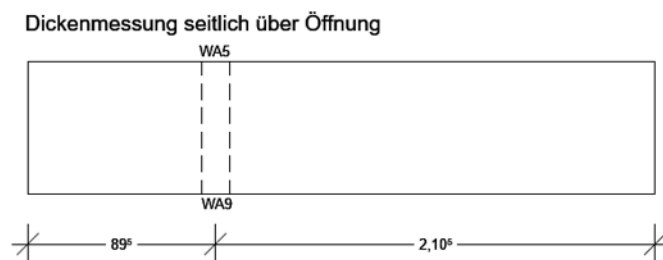 Dickenmessung seitlich über Öffnung
WA5
WA9
89⁵ 2,10⁵